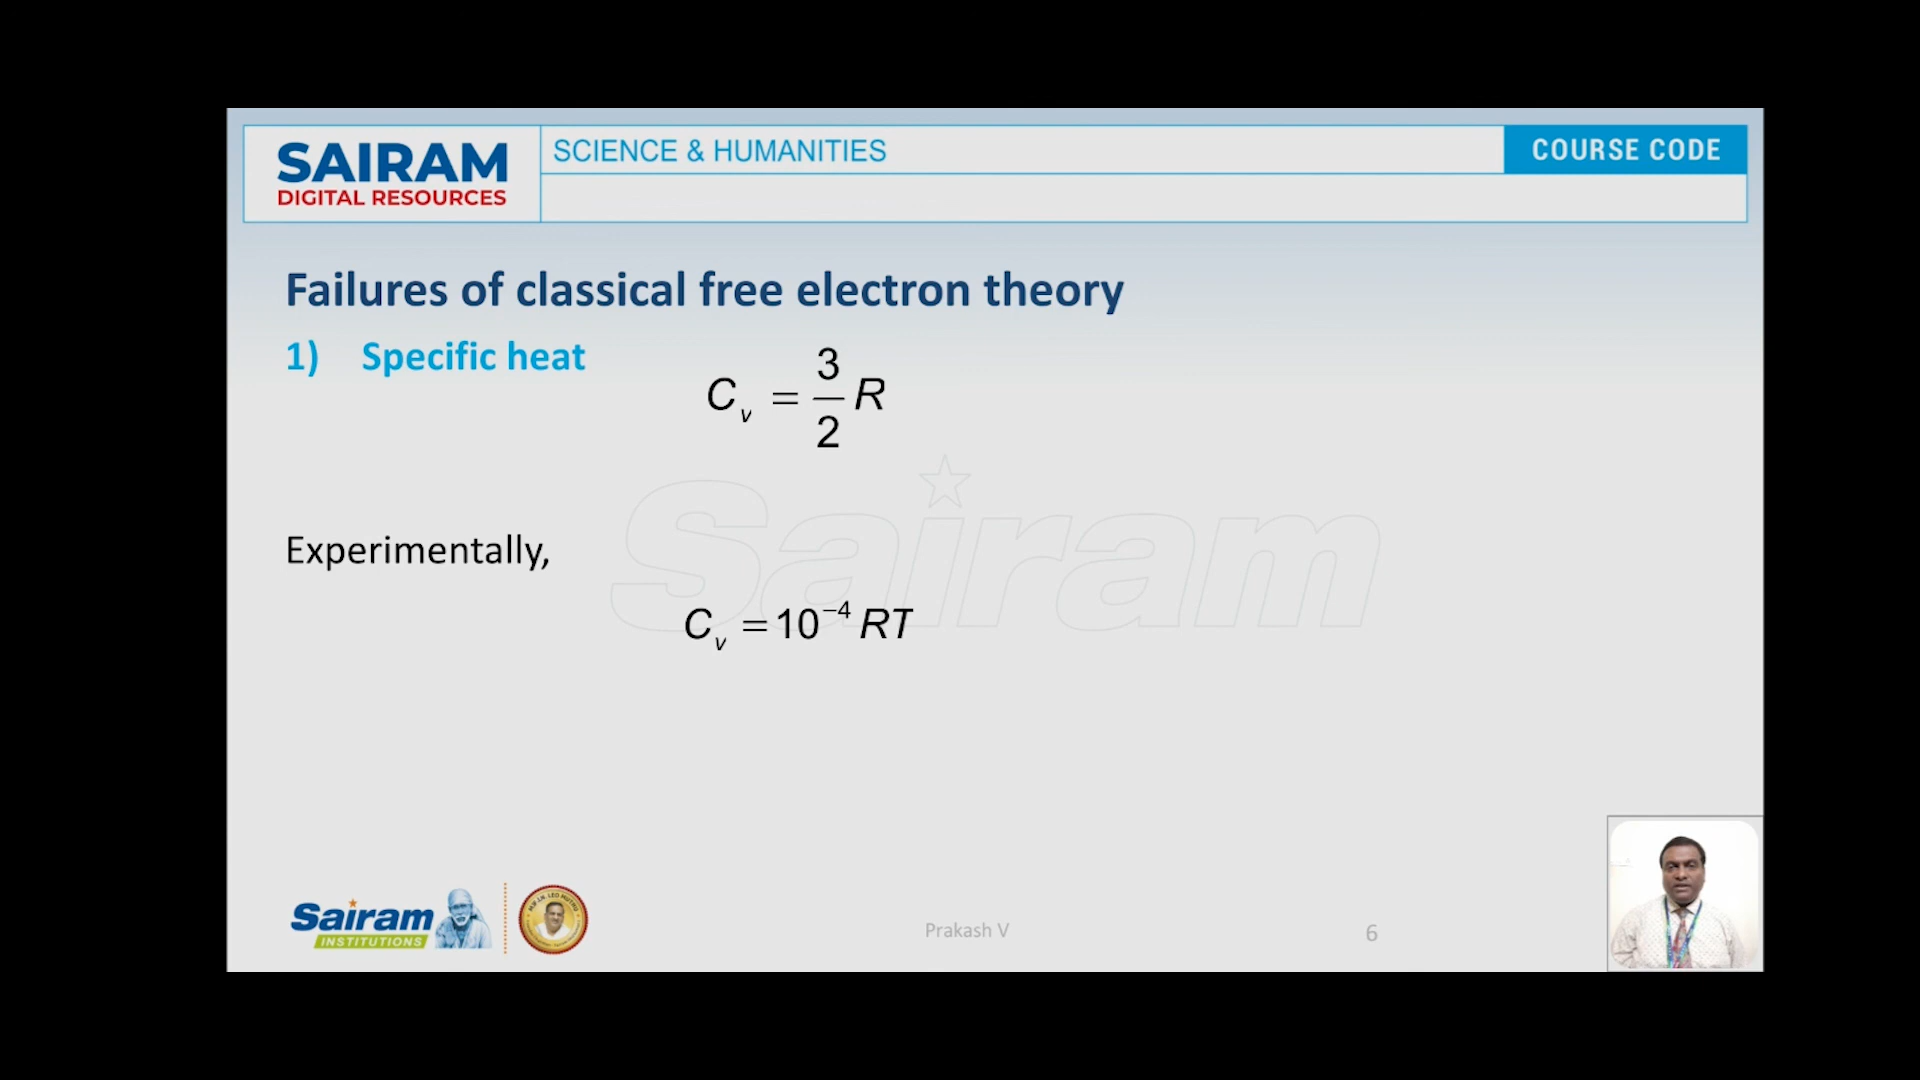 SAIRAM
DIGITAL RESOURCES
SCIENCE & HUMANITIES
COURSE CODE
Failures of classical free electron theory
1) Specific heat
C_v = 3/2 R
Sairam
Experimentally,
C_v = 10^−4 RT
Sairam
INSTITUTIONS
Prakash V
6